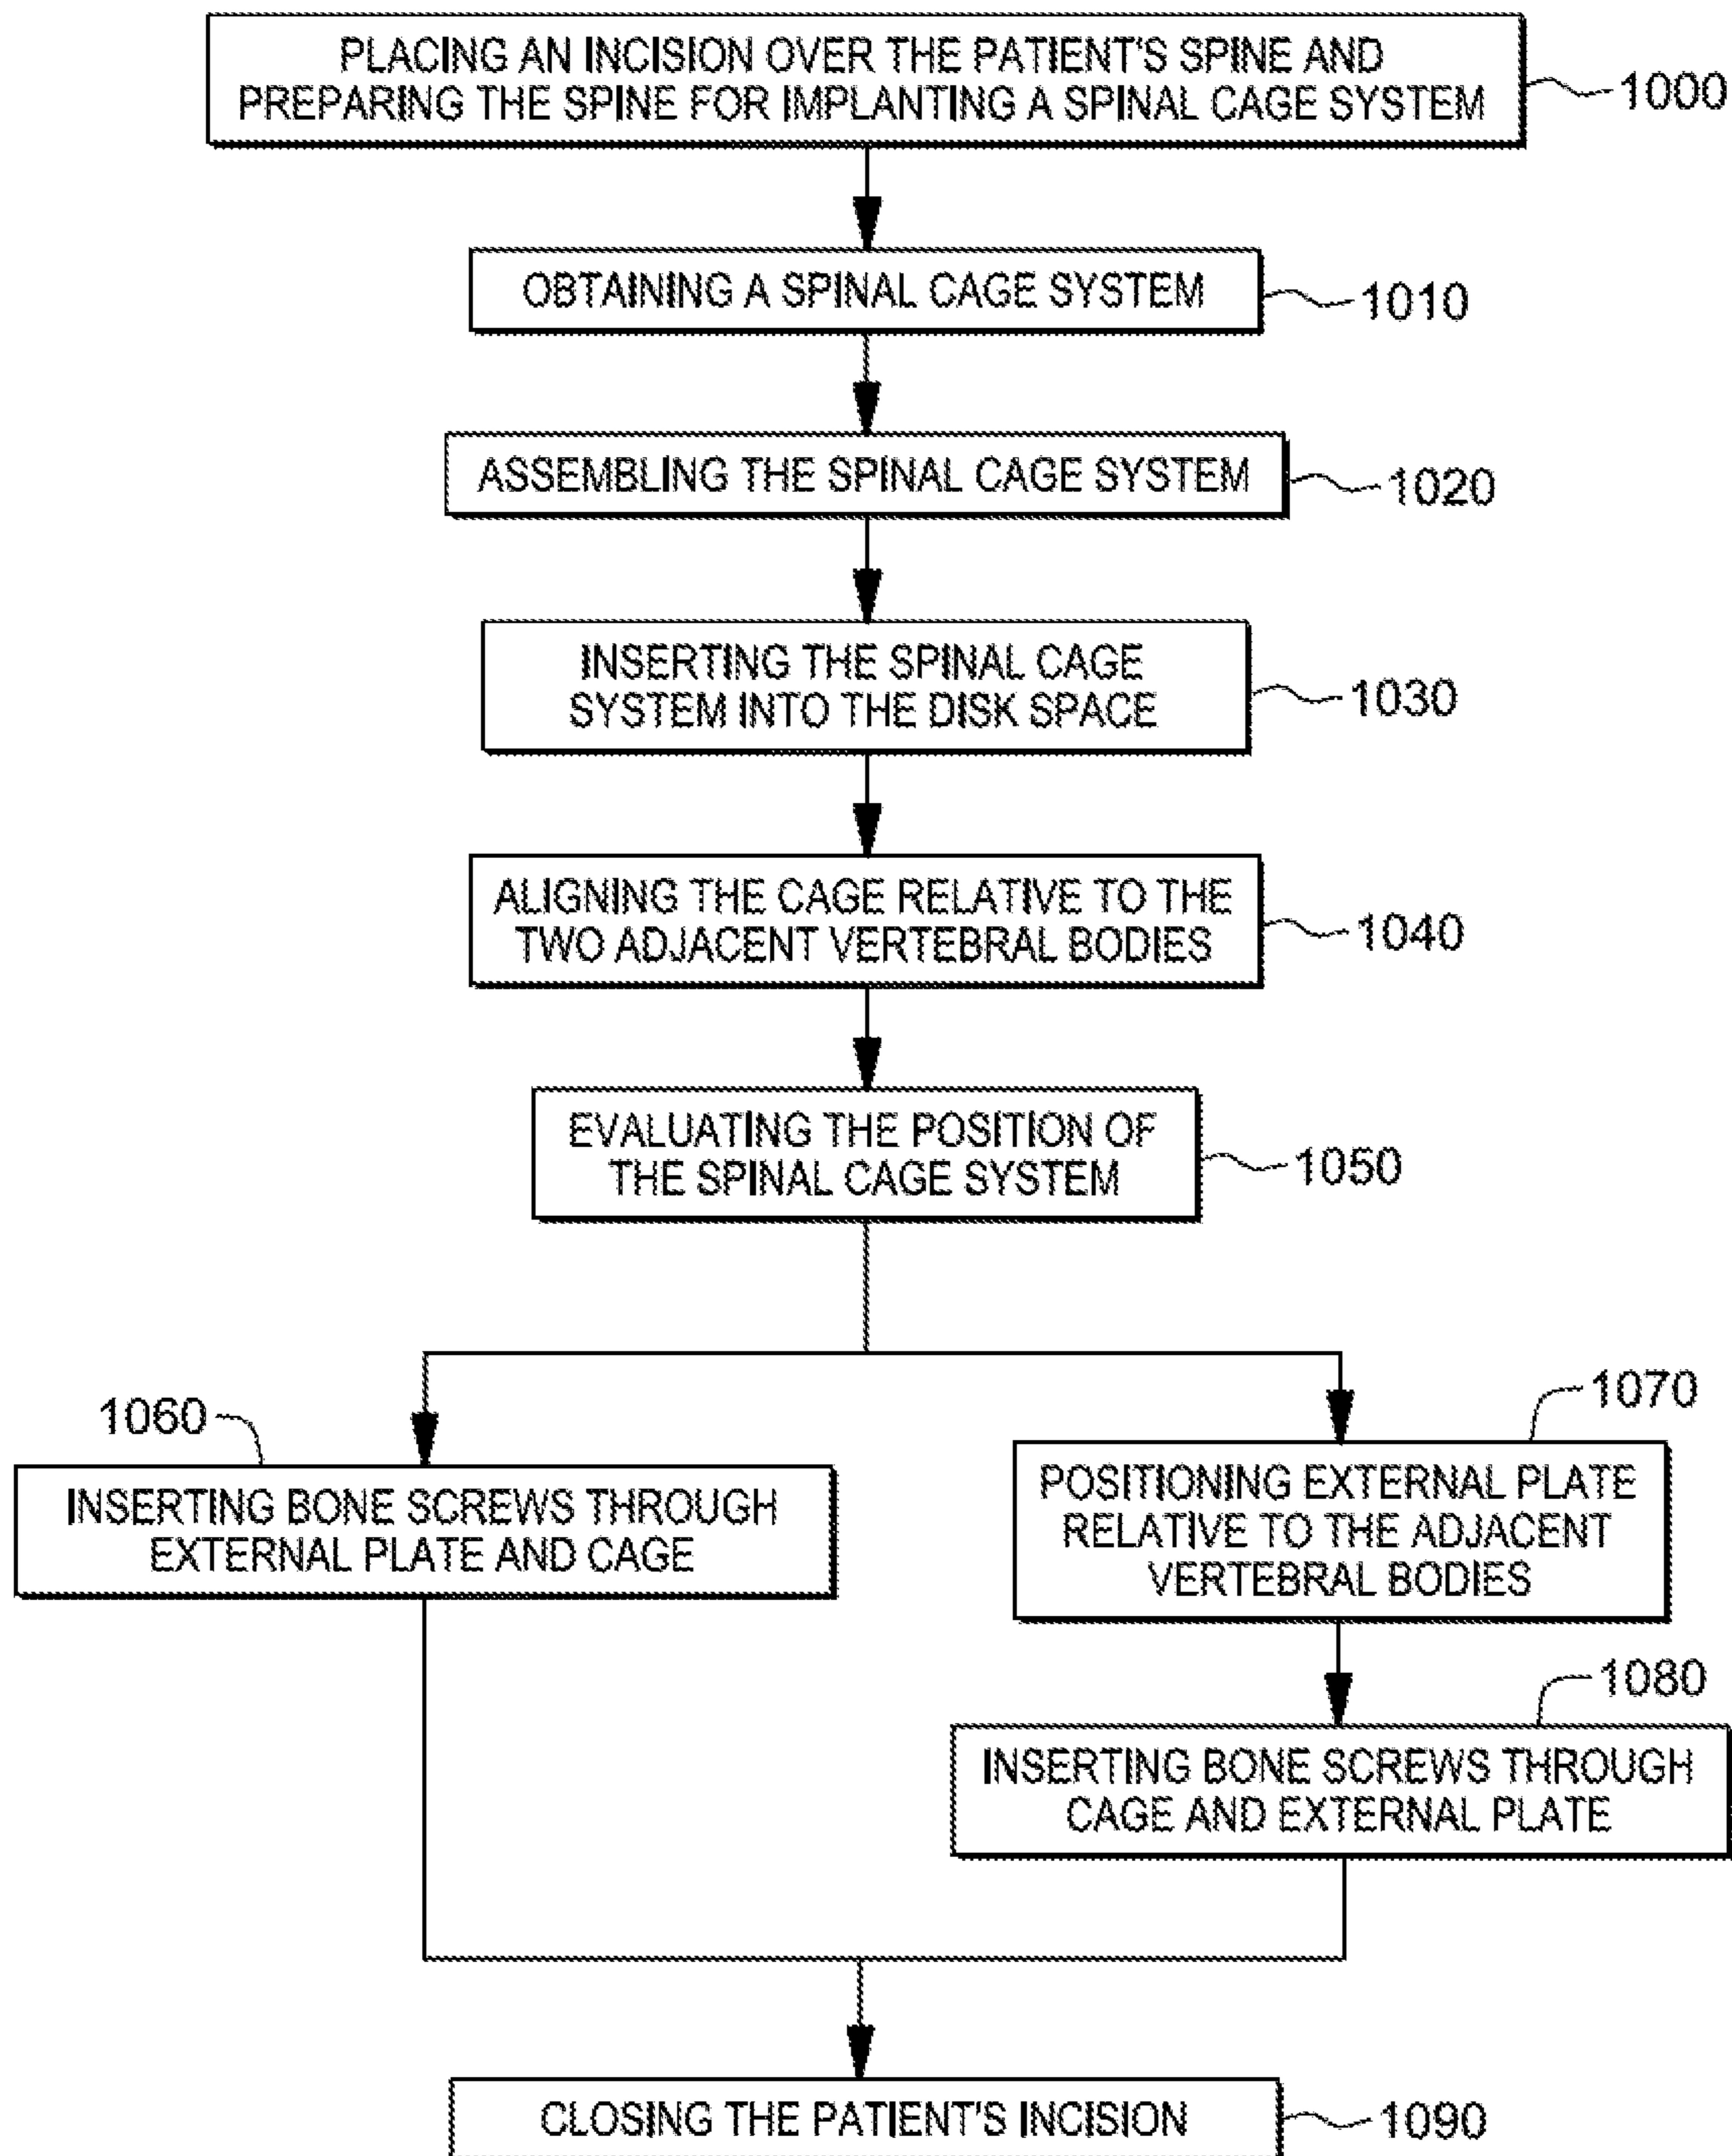 PLACING AN INCISION OVER THE PATIENT'S SPINE AND
PREPARING THE SPINE FOR IMPLANTING A SPINAL CAGE SYSTEM
1000
OBTAINING A SPINAL CAGE SYSTEM
1010
ASSEMBLING THE SPINAL CAGE SYSTEM
1020
INSERTING THE SPINAL CAGE
SYSTEM INTO THE DISK SPACE
1030
ALIGNING THE CAGE RELATIVE TO THE
TWO ADJACENT VERTEBRAL BODIES
1040
EVALUATING THE POSITION OF
THE SPINAL CAGE SYSTEM
1050
1060
INSERTING BONE SCREWS THROUGH
EXTERNAL PLATE AND CAGE
1070
POSITIONING EXTERNAL PLATE
RELATIVE TO THE ADJACENT
VERTEBRAL BODIES
1080
INSERTING BONE SCREWS THROUGH
CAGE AND EXTERNAL PLATE
CLOSING THE PATIENT'S INCISION
1090